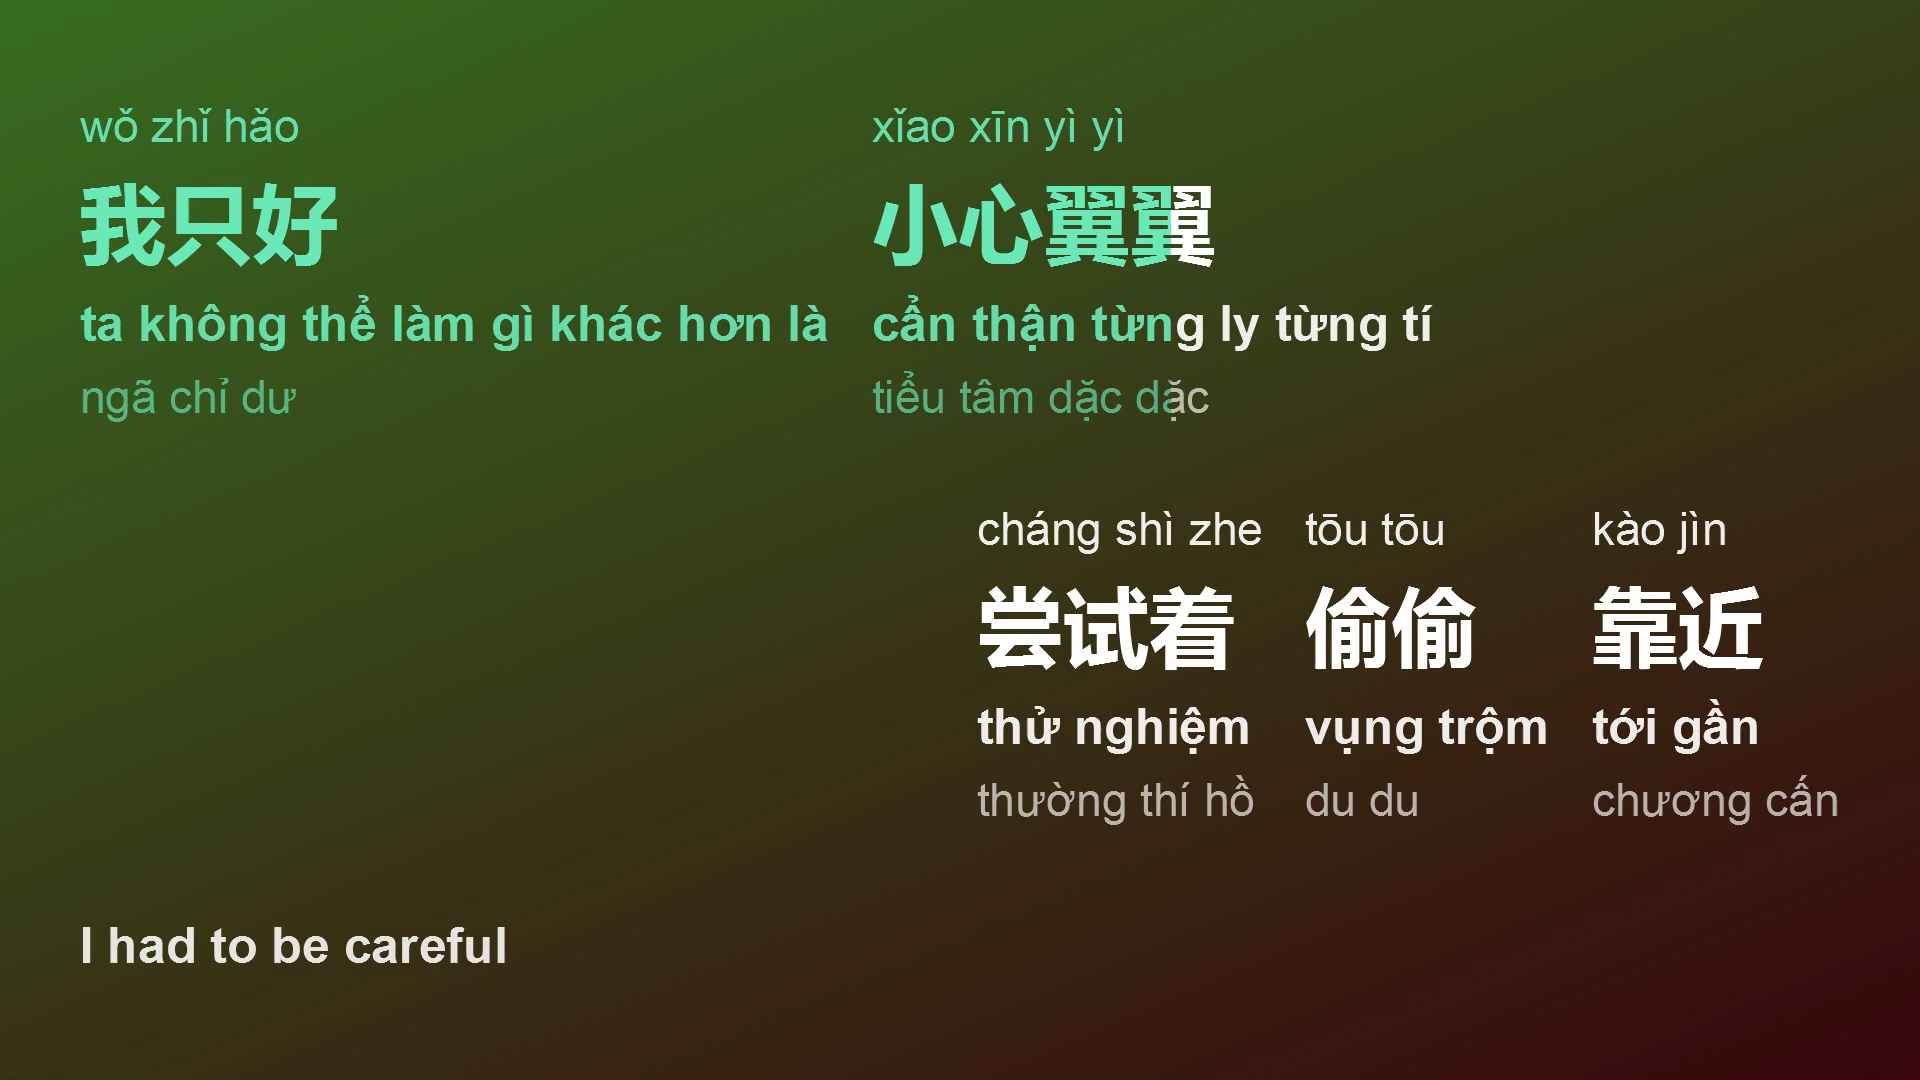 wǒ zhǐ hǎo xǐao xīn yì yì
我只好 小心翼翼
ta không thể làm gì khác hơn là cẩn thận từng ly từng tí
ngã chỉ dư tiểu tâm dặc dặc
cháng shì zhe tōu tōu kào jìn
尝试着 偷偷 靠近
thử nghiệm vụng trộm tới gần
thường thí hồ du du chương cấn
I had to be careful